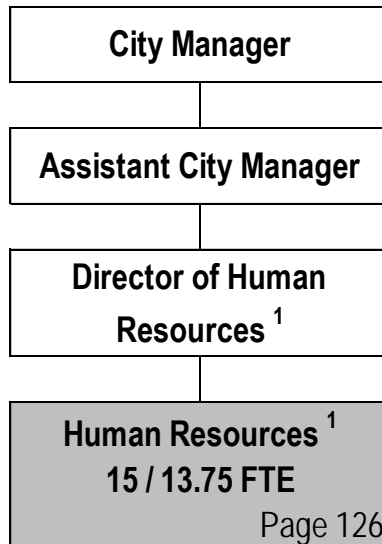 City Manager
Assistant City Manager
Director of Human
Resources 1
Human Resources 1
15 / 13.75 FTE
Page 126